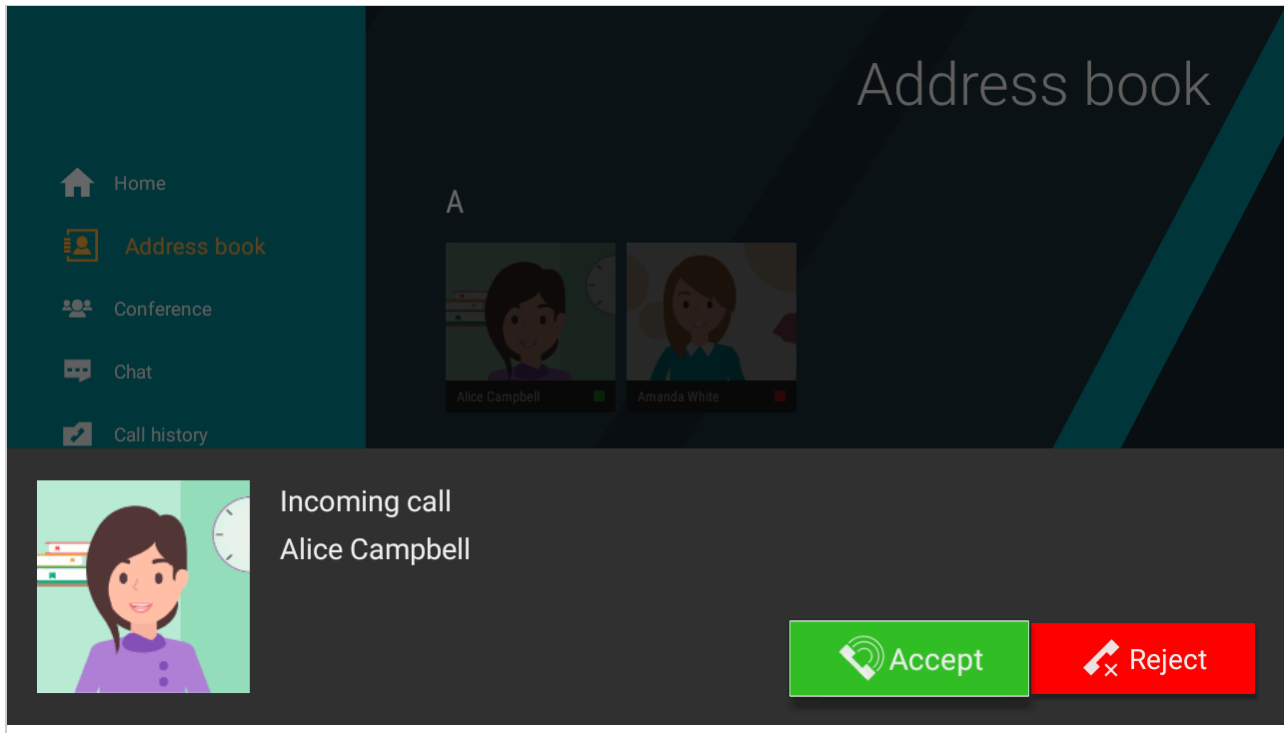 Address book
Home
Address book
Conference
Chat
Call history
A
Alice Campbell
Amanda White
Incoming call
Alice Campbell
Accept
Reject